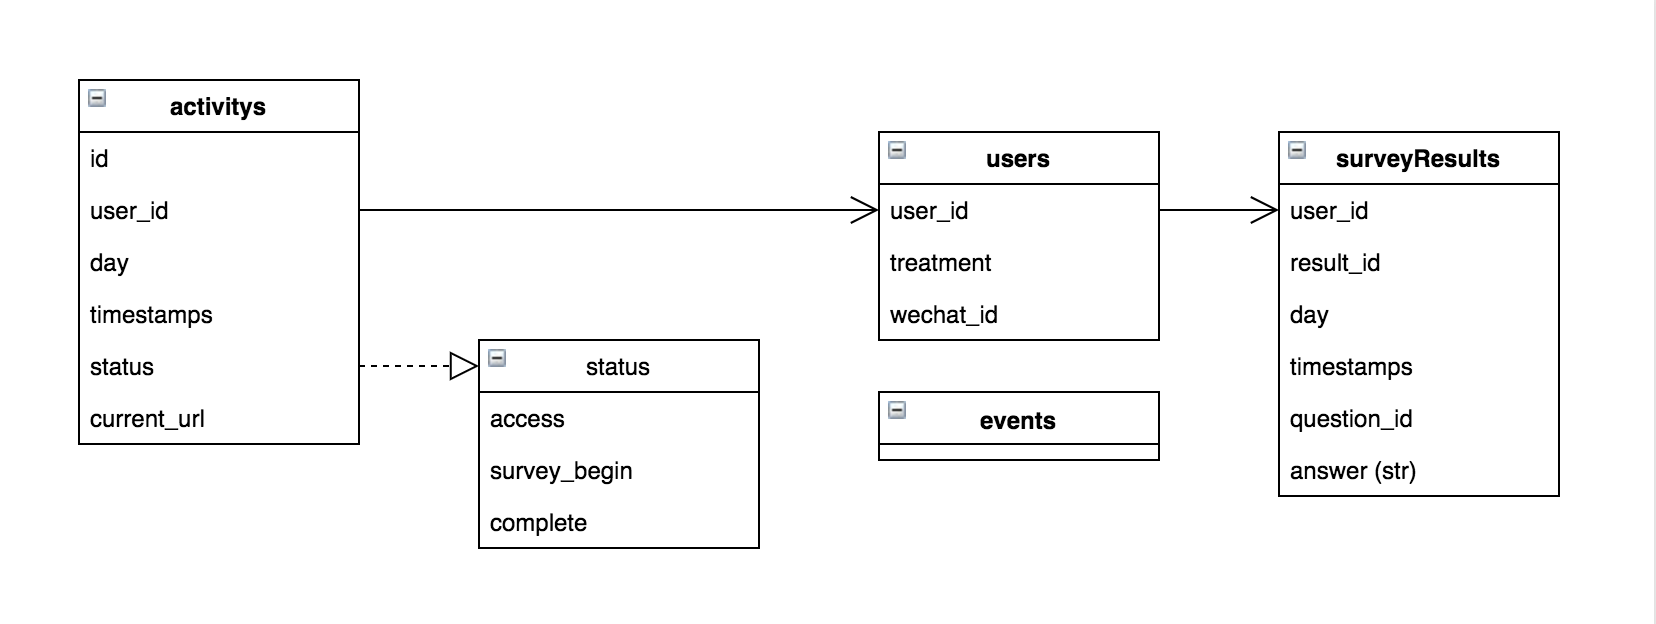 activitys
id
user_id
day
timestamps
status
current_url
status
access
survey_begin
complete
users
user_id
treatment
wechat_id
events
surveyResults
user_id
result_id
day
timestamps
question_id
answer (str)